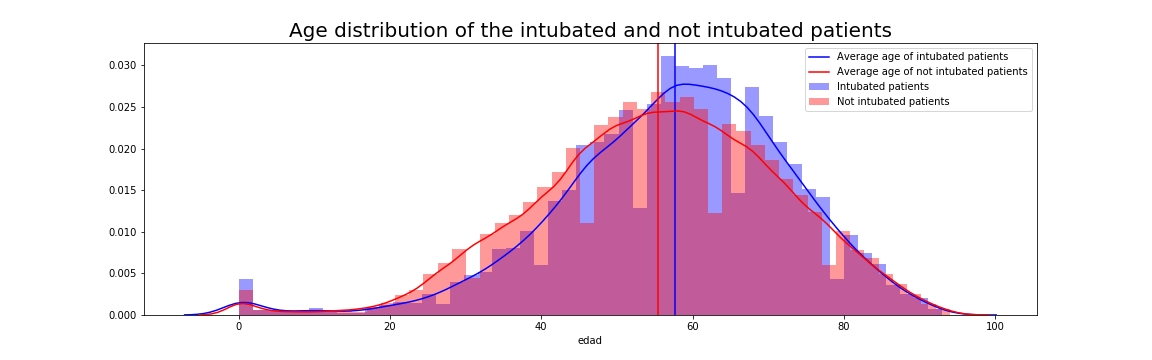 Age distribution of the intubated and not intubated patients
0.030
0.025
0.020
0.015
0.010
0.005
0.000
Average age of intubated patients
Average age of not intubated patients
Intubated patients
Not intubated patients
0 20 40 60 80 100
edad